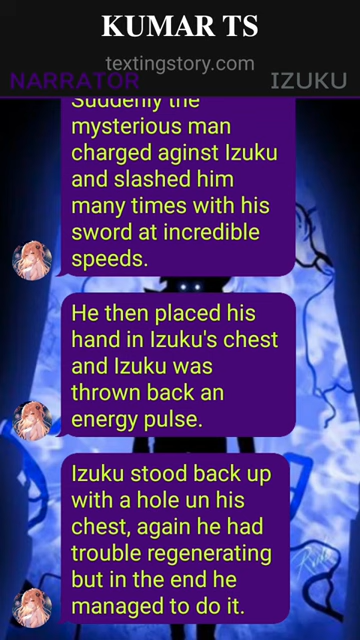 KUMAR TS
textingstory.com
NARRATOR IZUKU
Suddenly the
mysterious man
charged aginst Izuku
and slashed him
many times with his
sword at incredible
speeds.
He then placed his
hand in Izuku's chest
and Izuku was
thrown back an
energy pulse.
Izuku stood back up
with a hole un his
chest, again he had
trouble regenerating
but in the end he
managed to do it.